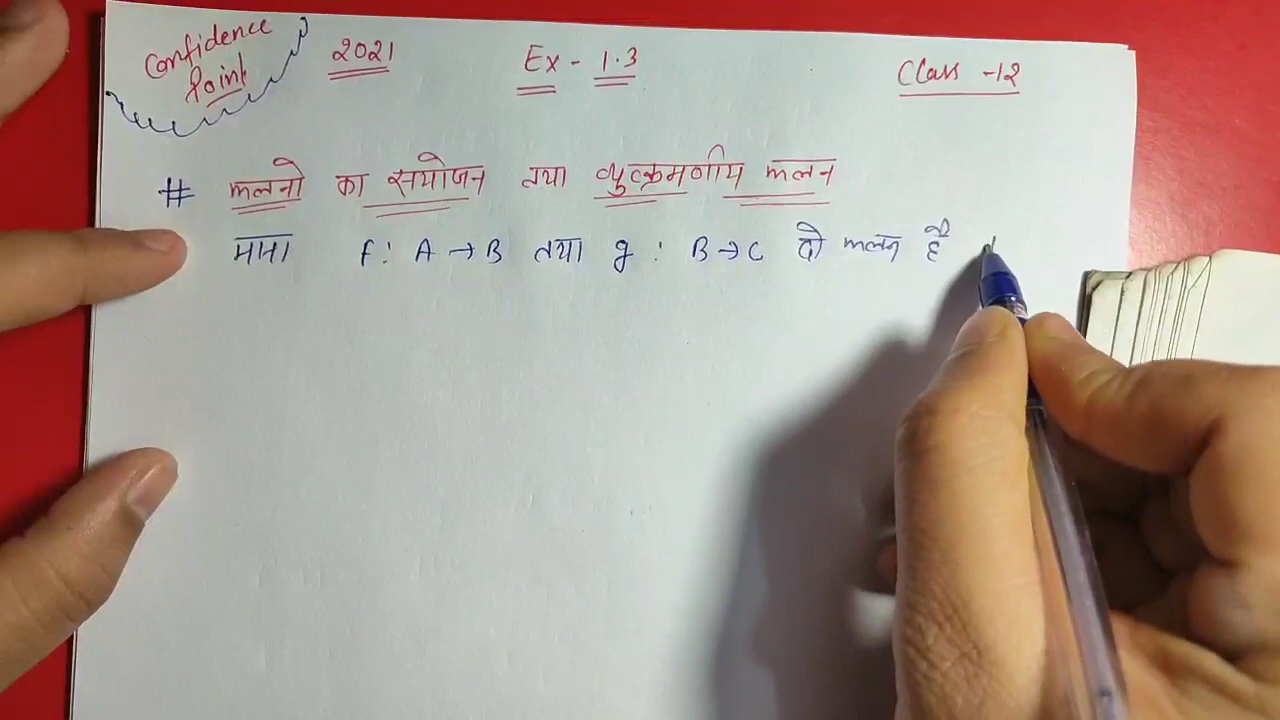 Confidence Point
2021
Ex - 1.3
Class -12
# फलनो का संयोजन तथा व्युत्क्रमणीय फलन
माना f : A → B तथा g : B → C दो फलन है